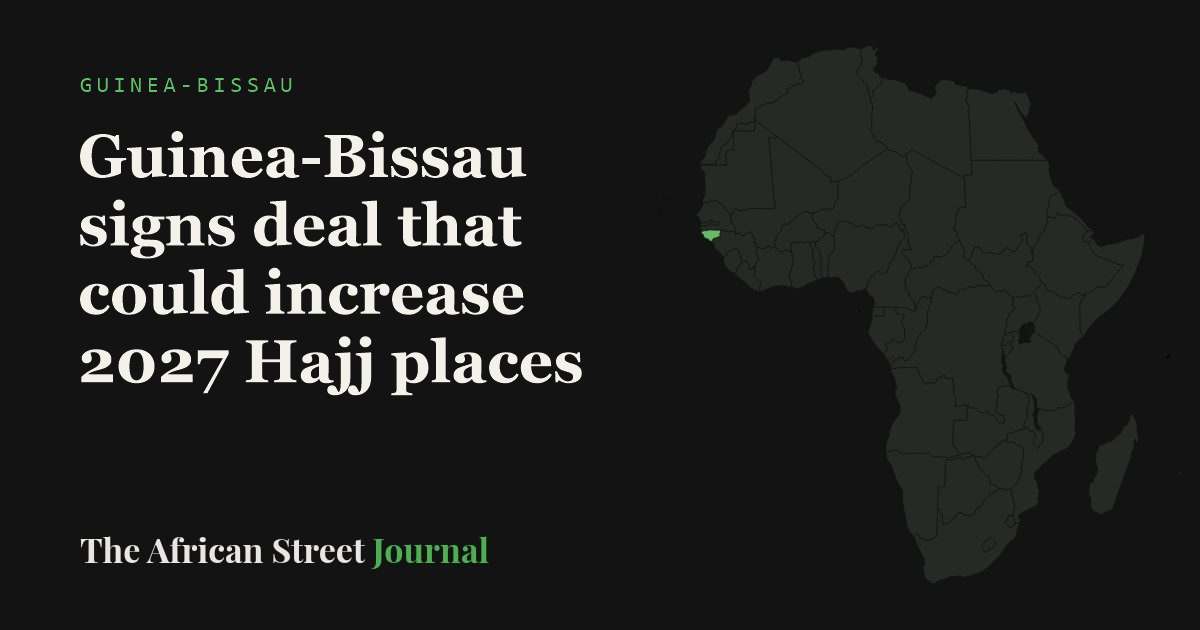 GUINEA-BISSAU
Guinea-Bissau
signs deal that
could increase
2027 Hajj places
The African Street Journal